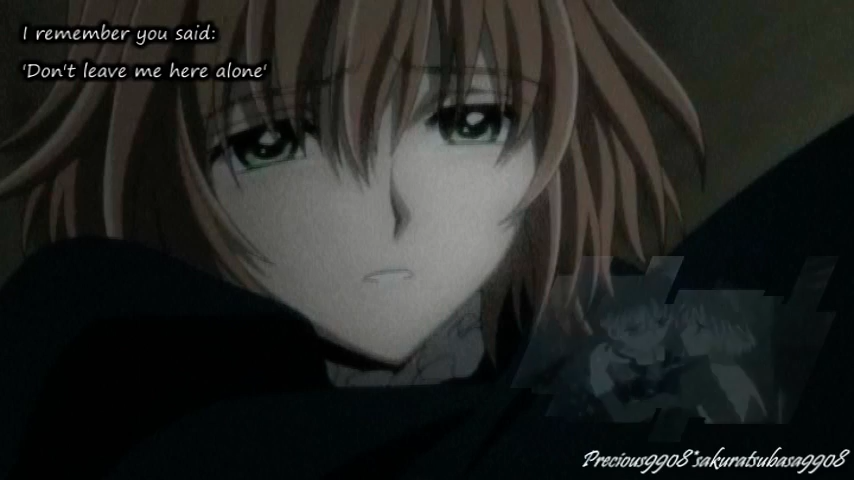 I remember you said:
'Don't leave me here alone'
Precious9908*sakuratsubasa9908